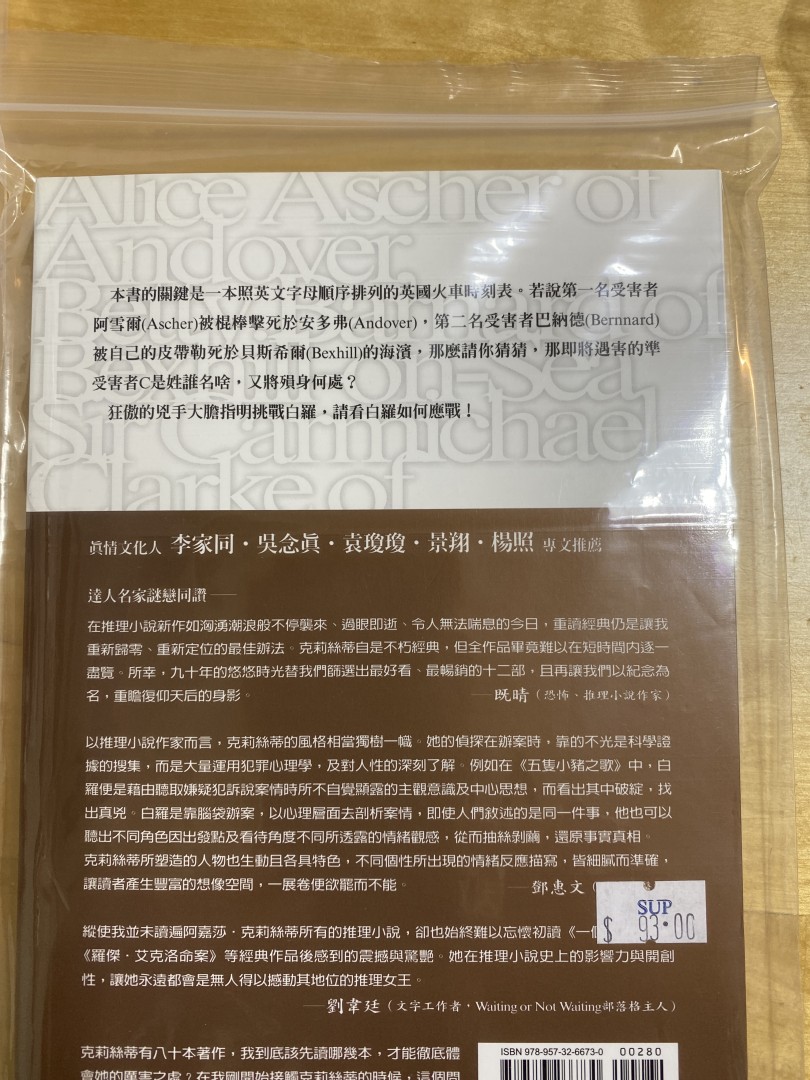 Alice Ascher of
Andover
本書的關鍵是一本照英文字母順序排列的英國火車時刻表。若說第一名受害者
阿雪爾(Ascher)被棍棒擊死於安多弗(Andover)，第二名受害者巴納德(Bernnard)
被自己的皮帶勒死於貝斯希爾(Bexhill)的海濱，那麼請你猜猜，那即將遇害的準
受害者C是姓誰名啥，又將殞身何處？
狂傲的兇手大膽指明挑戰白羅，請看白羅如何應戰！
Bexhill-on-Sea
Sir Carmichael
Clarke of
眞情文化人 李家同・吳念眞・袁瓊瓊・景翔・楊照 專文推薦
達人名家謎戀同讚——
在推理小說新作如洶湧潮浪般不停襲來、過眼即逝、令人無法喘息的今日，重讀經典仍是讓我
重新歸零、重新定位的最佳辦法。克莉絲蒂自是不朽經典，但全作品畢竟難以在短時間內逐一
盡覽。所幸，九十年的悠悠時光替我們篩選出最好看、最暢銷的十二部，且再讓我們以紀念為
名，重瞻復仰天后的身影。 ——既晴（恐怖、推理小說作家）
以推理小說作家而言，克莉絲蒂的風格相當獨樹一幟。她的偵探在辦案時，靠的不光是科學證
據的搜集，而是大量運用犯罪心理學，及對人性的深刻了解。例如在《五隻小豬之歌》中，白
羅便是藉由聽取嫌疑犯訴說案情時所不自覺顯露的主觀意識及中心思想，而看出其中破綻，找
出真兇。白羅是靠腦袋辦案，以心理層面去剖析案情，即使人們敘述的是同一件事，他也可以
聽出不同角色因出發點及看待角度不同所透露的情緒觀感，從而抽絲剝繭，還原事實真相。
克莉絲蒂所塑造的人物也生動且各具特色，不同個性所出現的情緒反應描寫，皆細膩而準確，
讓讀者產生豐富的想像空間，一展卷便欲罷而不能。 ——鄧惠文（
SUP
$ 93.00
縱使我並未讀遍阿嘉莎・克莉絲蒂所有的推理小說，卻也始終難以忘懷初讀《一個
《羅傑・艾克洛命案》等經典作品後感到的震撼與驚艷。她在推理小說史上的影響力與開創
性，讓她永遠都會是無人得以撼動其地位的推理女王。
——劉韋廷（文字工作者，Waiting or Not Waiting部落格主人）
克莉絲蒂有八十本著作，我到底該先讀哪幾本，才能徹底體
會她的厲害之處？在我剛開始接觸克莉絲蒂的時候，這個問
ISBN 978-957-32-6673-0 00280